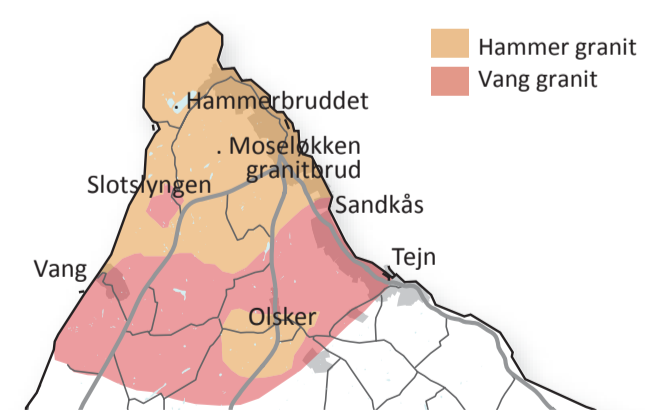 Hammer granit
Vang granit
. Hammerbruddet
. Moseløkken
granitbrud
Slotslyngen
Sandkås
Vang
Tejn
Olsker